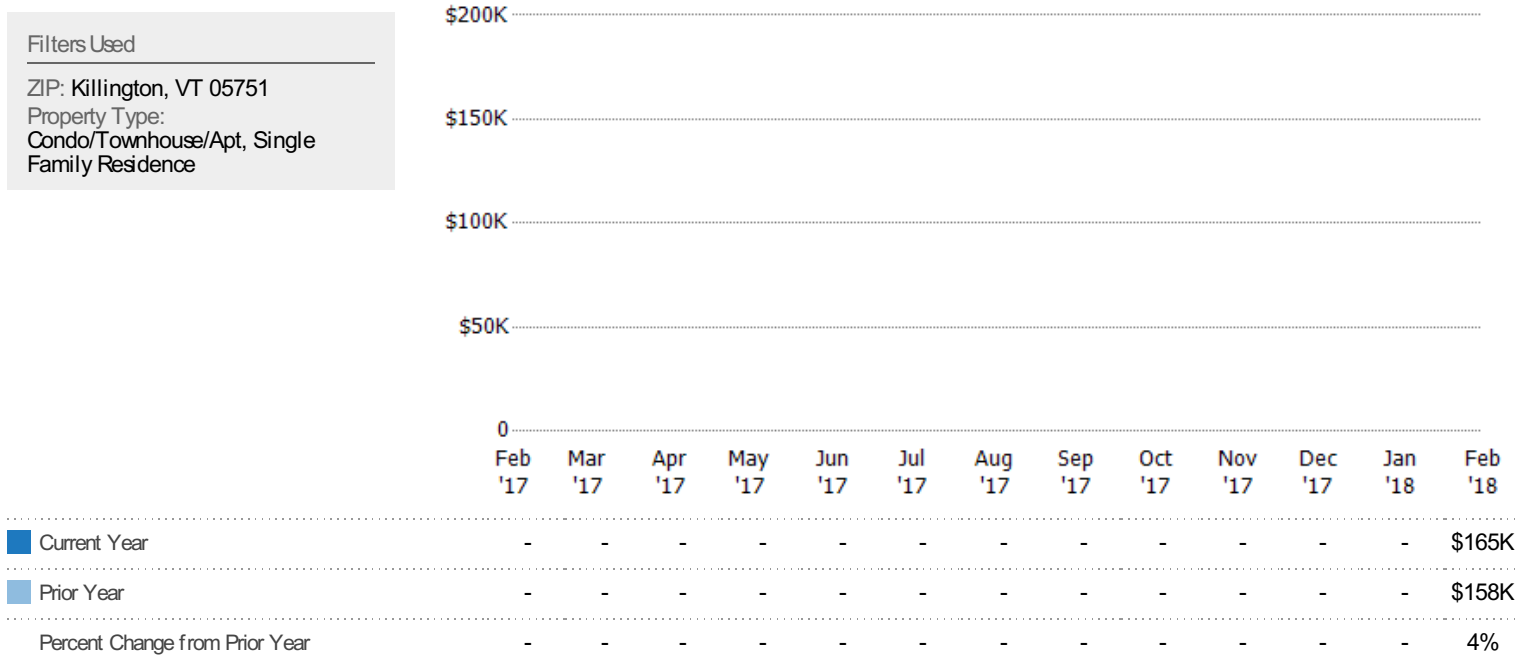 Filters Used
ZIP: Killington, VT 05751
Property Type:
Condo/Townhouse/Apt, Single
Family Residence
$200K
$150K
$100K
$50K
0
Feb Mar Apr May Jun Jul Aug Sep Oct Nov Dec Jan Feb
'17 '17 '17 '17 '17 '17 '17 '17 '17 '17 '17 '18 '18
Current Year - - - - - - - - - - - - $165K
Prior Year - - - - - - - - - - - - $158K
Percent Change from Prior Year - - - - - - - - - - - - 4%